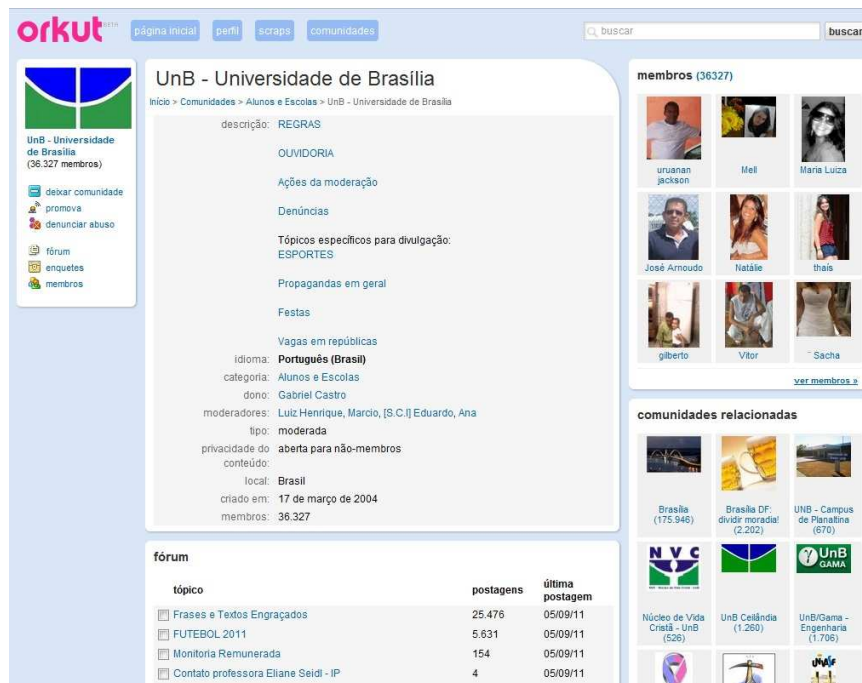 orkut BETA
página inicial perfil scraps comunidades
buscar buscar
UnB - Universidade
de Brasília
(36.327 membros)
deixar comunidade
promova
denunciar abuso
fórum
enquetes
membros
UnB - Universidade de Brasília
Início > Comunidades > Alunos e Escolas > UnB - Universidade de Brasília
descrição: REGRAS
OUVIDORIA
Ações da moderação
Denúncias
Tópicos específicos para divulgação:
ESPORTES
Propagandas em geral
Festas
Vagas em repúblicas
idioma: Português (Brasil)
categoria: Alunos e Escolas
dono: Gabriel Castro
moderadores: Luiz Henrique, Marcio, [S.C.I] Eduardo, Ana
tipo: moderada
privacidade do conteúdo: aberta para não-membros
local: Brasil
criado em: 17 de março de 2004
membros: 36.327
fórum
tópico postagens última postagem
Frases e Textos Engraçados 25.476 05/09/11
FUTEBOL 2011 5.631 05/09/11
Monitoria Remunerada 154 05/09/11
Contato professora Eliane Seidl - IP 4 05/09/11
membros (36327)
uruanan jackson
Mell
Maria Luiza
José Arnoudo
Natálie
thaís
gilberto
Vitor
¨ Sacha
ver membros »
comunidades relacionadas
Brasília
(175.946)
Brasília DF:
dividir moradia!
(2.202)
UNB - Campus
de Planaltina
(670)
NVC
Núcleo de Vida
Cristã - UnB
(526)
UnB Ceilândia
(1.260)
UnB
GAMA
UnB/Gama -
Engenharia
(1.706)